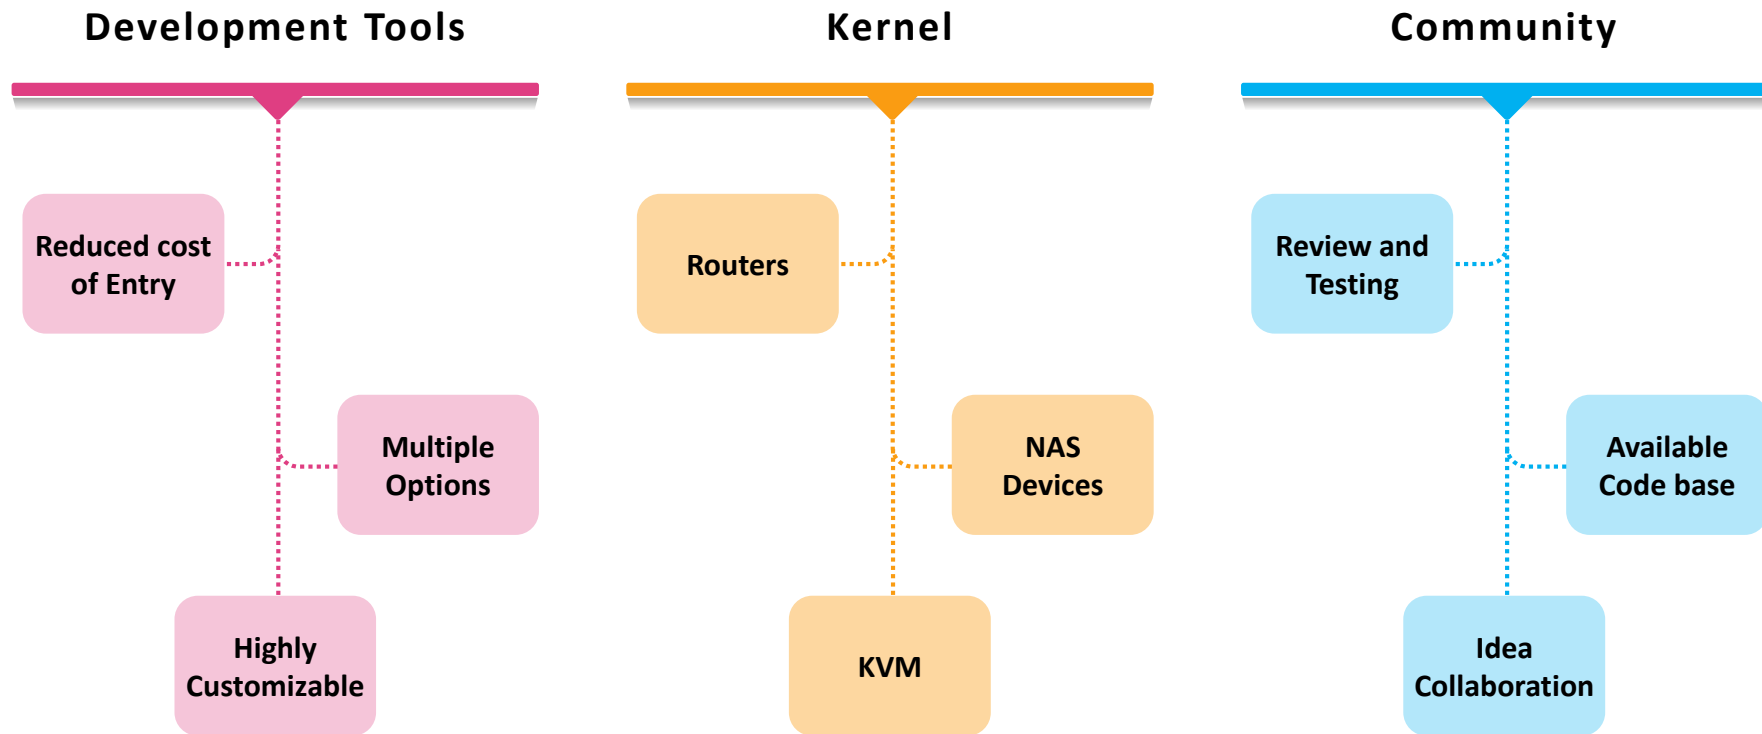 Development Tools
Reduced cost
of Entry
Multiple
Options
Highly
Customizable
Kernel
Routers
NAS
Devices
KVM
Community
Review and
Testing
Available
Code base
Idea
Collaboration